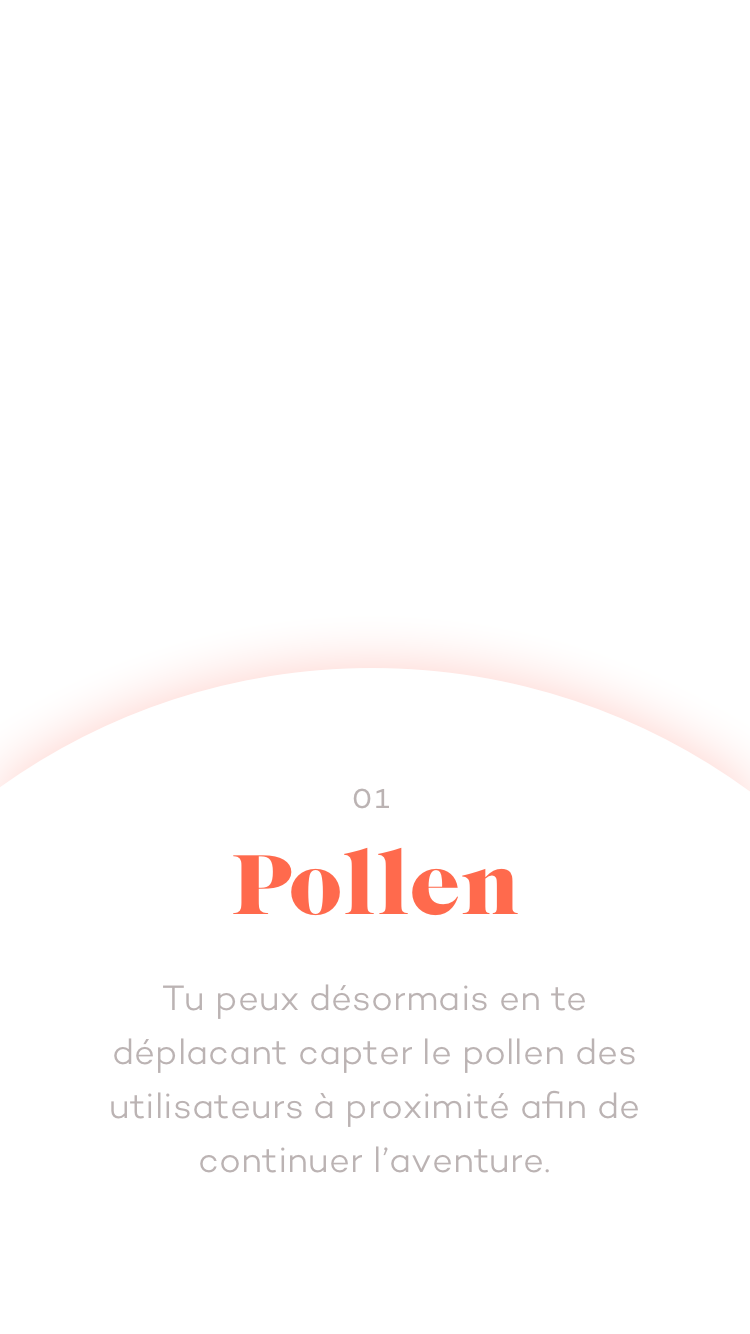 01
Pollen
Tu peux désormais en te
déplacant capter le pollen des
utilisateurs à proximité afin de
continuer l’aventure.